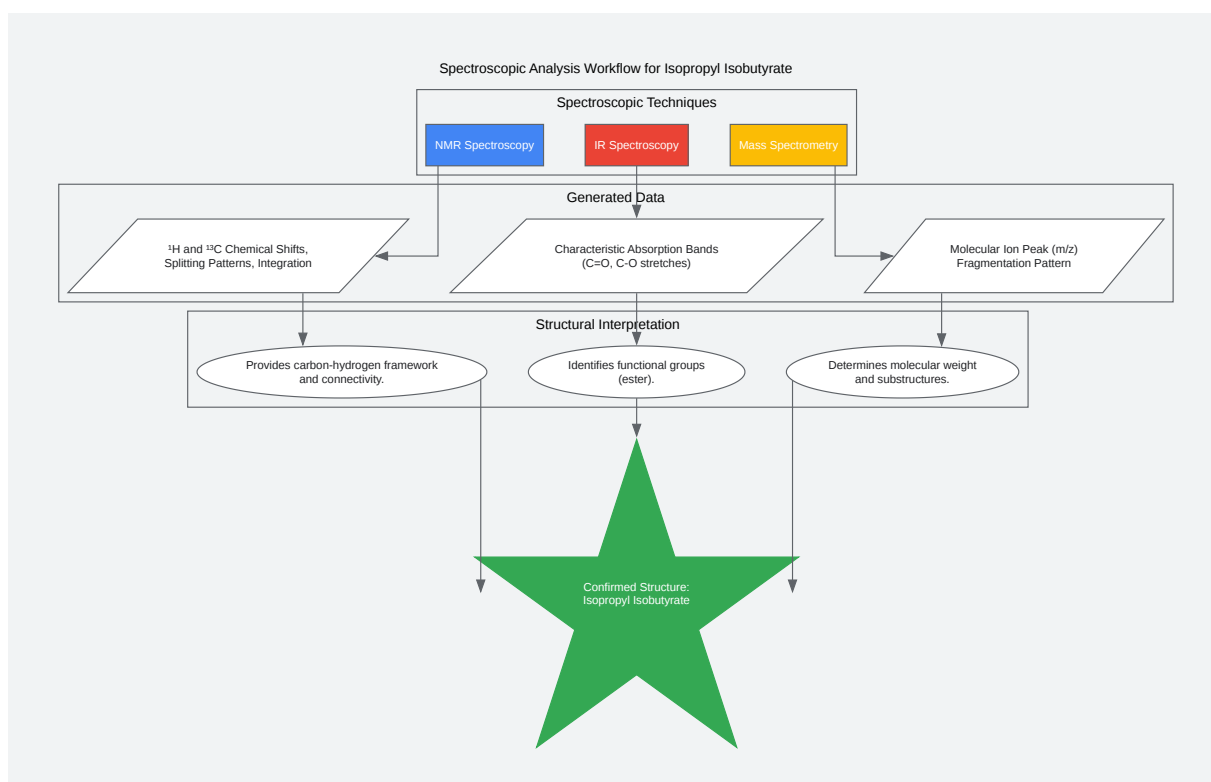 Spectroscopic Analysis Workflow for Isopropyl Isobutyrate
Spectroscopic Techniques
NMR Spectroscopy
IR Spectroscopy
Mass Spectrometry
Generated Data
¹H and ¹³C Chemical Shifts,
Splitting Patterns, Integration
Characteristic Absorption Bands
(C=O, C-O stretches)
Molecular Ion Peak (m/z)
Fragmentation Pattern
Structural Interpretation
Provides carbon-hydrogen framework
and connectivity.
Identifies functional groups
(ester).
Determines molecular weight
and substructures.
Confirmed Structure:
Isopropyl Isobutyrate